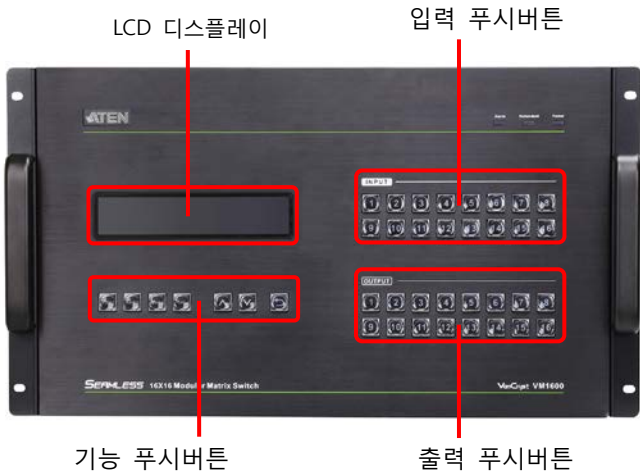 LCD 디스플레이
입력 푸시버튼
ATEN
INPUT
1 2 3 4 5 6 7 8
9 10 11 12 13 14 15 16
OUTPUT
1 2 3 4 5 6 7 8
9 10 11 12 13 14 15 16
SEAMLESS 16X16 Modular Matrix Switch
VanCryst VM1600
기능 푸시버튼
출력 푸시버튼